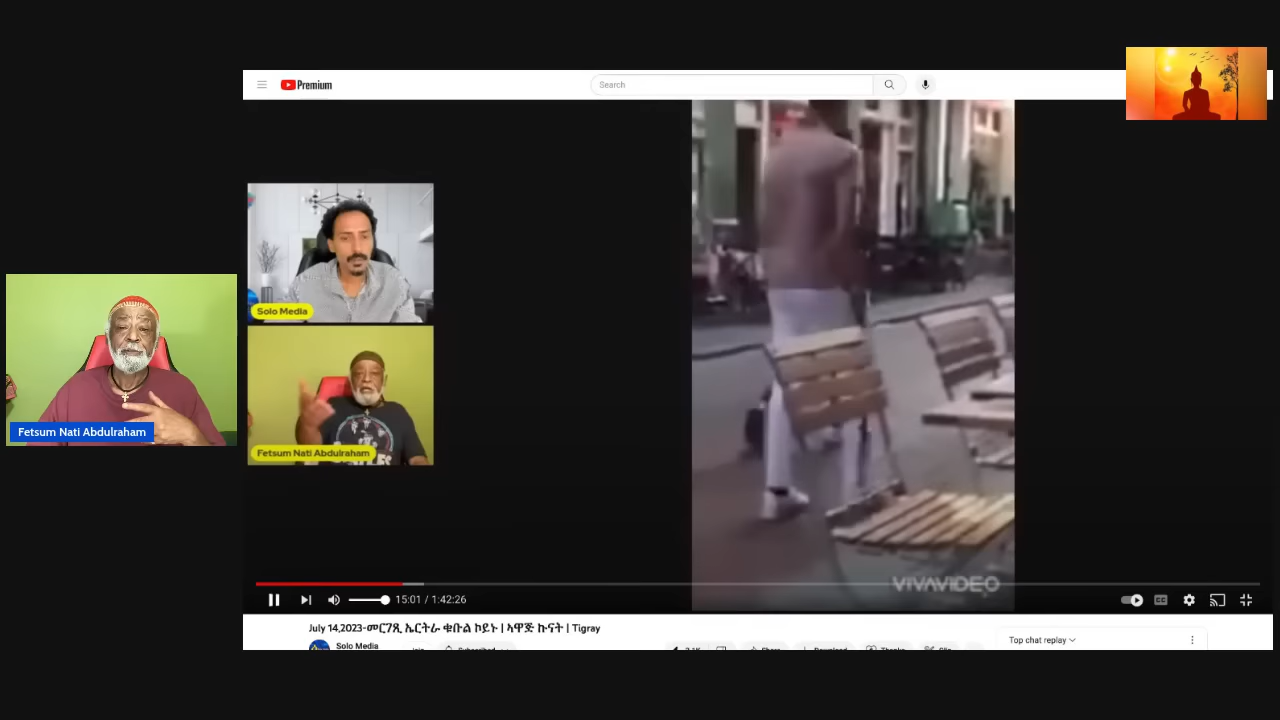 Premium
Search
Solo Media
Fetsum Nati Abdulraham
Fetsum Nati Abdulraham
VIVAVIDEO
15:01 / 1:42:26
CC
July 14,2023-መርገጺ ኤርትራ ቁቡል ኮይኑ | ኣዋጅ ኩናት | Tigray
Solo Media
Top chat replay